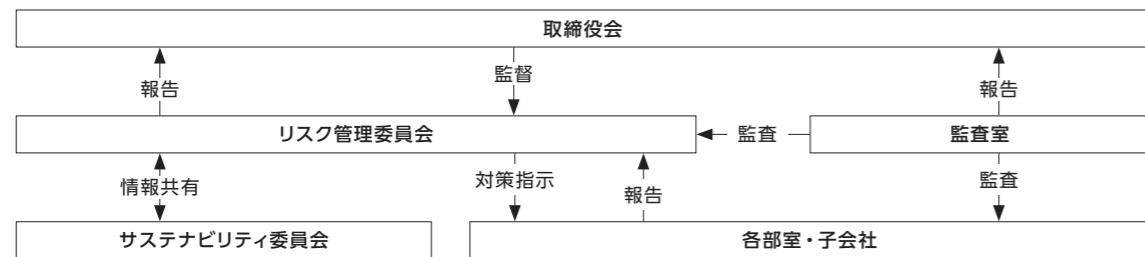 取締役会
報告
監督
報告
リスク管理委員会
監査
監査室
情報共有
対策指示
報告
監査
サステナビリティ委員会
各部室・子会社